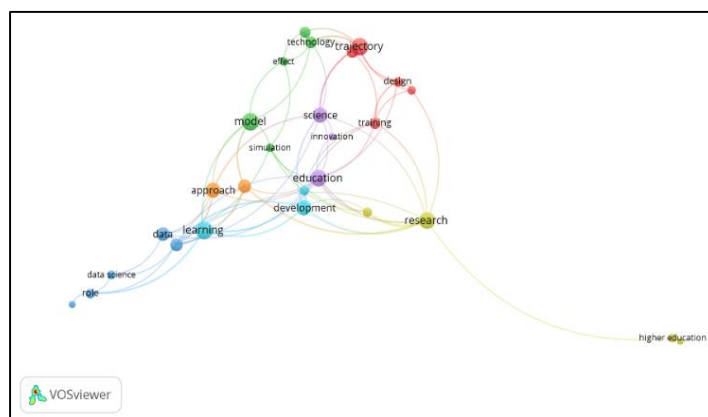 technology
trajectory
effect
design
model
science
training
innovation
simulation
education
approach
development
research
data
learning
data science
role
higher education
VOSviewer